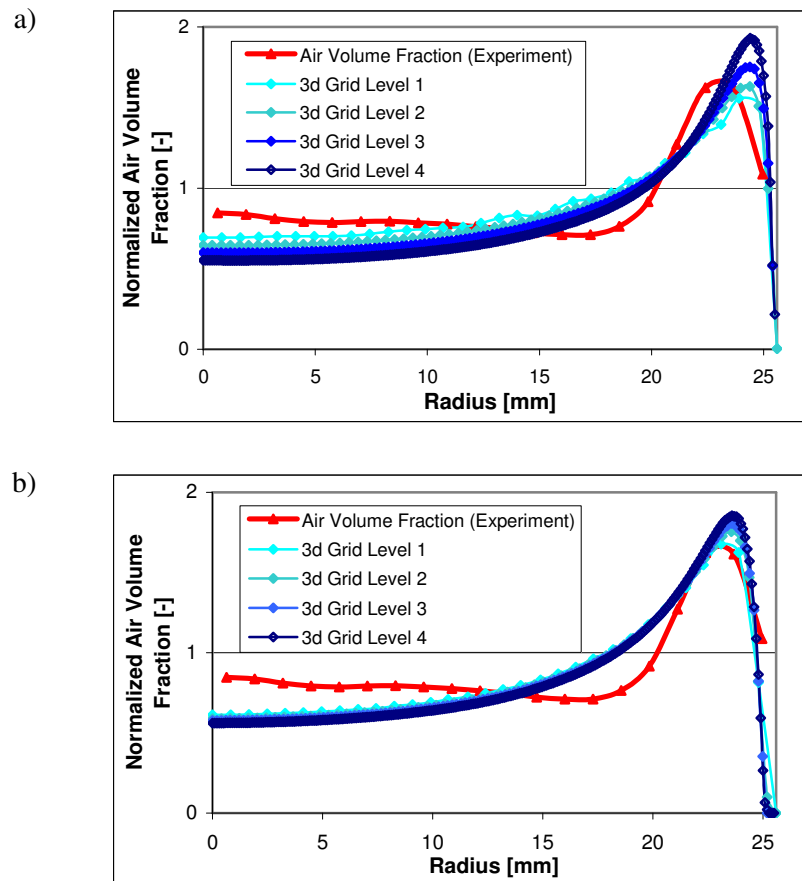 a)
2
1
0
Normalized Air Volume
Fraction [-]
Air Volume Fraction (Experiment)
3d Grid Level 1
3d Grid Level 2
3d Grid Level 3
3d Grid Level 4
0 5 10 15 20 25
Radius [mm]
b)
2
1
0
Normalized Air Volume
Fraction [-]
Air Volume Fraction (Experiment)
3d Grid Level 1
3d Grid Level 2
3d Grid Level 3
3d Grid Level 4
0 5 10 15 20 25
Radius [mm]